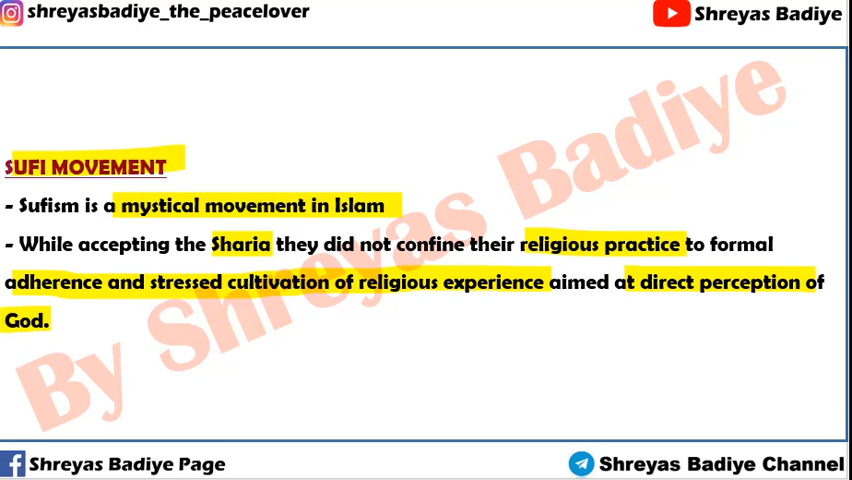 shreyasbadiye_the_peacelover
Shreyas Badiye
SUFI MOVEMENT
- Sufism is a mystical movement in Islam
- While accepting the Sharia they did not confine their religious practice to formal
adherence and stressed cultivation of religious experience aimed at direct perception of
God.
By Shreyas Badiye
Shreyas Badiye Page
Shreyas Badiye Channel